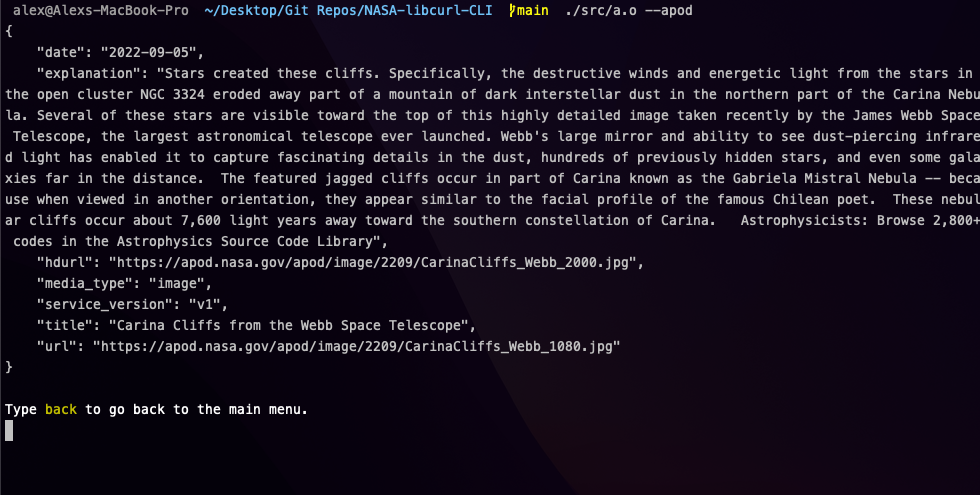 alex@Alexs-MacBook-Pro ~/Desktop/Git Repos/NASA-libcurl-CLI main ./src/a.o --apod
{
    "date": "2022-09-05",
    "explanation": "Stars created these cliffs. Specifically, the destructive winds and energetic light from the stars in
the open cluster NGC 3324 eroded away part of a mountain of dark interstellar dust in the northern part of the Carina Nebu
la. Several of these stars are visible toward the top of this highly detailed image taken recently by the James Webb Space
 Telescope, the largest astronomical telescope ever launched. Webb's large mirror and ability to see dust-piercing infrare
d light has enabled it to capture fascinating details in the dust, hundreds of previously hidden stars, and even some gala
xies far in the distance.  The featured jagged cliffs occur in part of Carina known as the Gabriela Mistral Nebula -- beca
use when viewed in another orientation, they appear similar to the facial profile of the famous Chilean poet.  These nebul
ar cliffs occur about 7,600 light years away toward the southern constellation of Carina.   Astrophysicists: Browse 2,800+
 codes in the Astrophysics Source Code Library",
    "hdurl": "https://apod.nasa.gov/apod/image/2209/CarinaCliffs_Webb_2000.jpg",
    "media_type": "image",
    "service_version": "v1",
    "title": "Carina Cliffs from the Webb Space Telescope",
    "url": "https://apod.nasa.gov/apod/image/2209/CarinaCliffs_Webb_1080.jpg"
}
Type back to go back to the main menu.